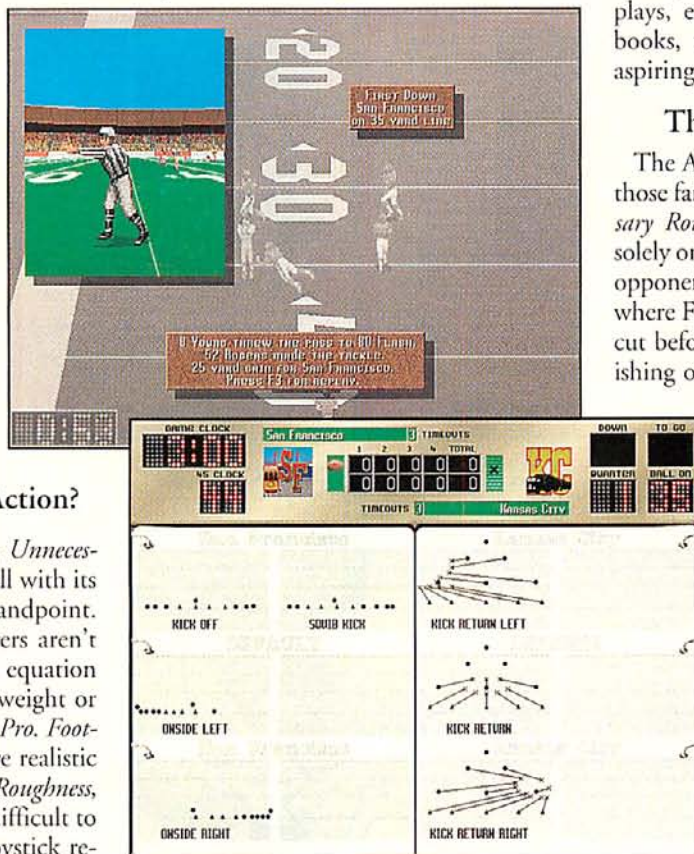 20
First Down
San Francisco
on 35 yard line
30
8 Young threw the pass to 80 Flash.
52 Rogers made the tackle.
25 yard gain for San Francisco.
Press F3 for replay.
plays, e
books,
aspiring
Th
The A
those far
sary Ro
solely on
opponen
where F
cut befo
ishing o
Action?
Unneces-
ll with its
andpoint.
ers aren't
equation
weight or
Pro. Foot-
re realistic
Roughness,
ifficult to
ystick re-
GAME CLOCK
San Francisco
3 TIMEOUTS
DOWN
TO GO
1 2 3 4 TOTAL
45 CLOCK
SF
0 0 0 0 0
KC
QUARTER
BALL ON
0 0 0 0 0
TIMEOUTS 3
Kansas City
KICK OFF
SQUIB KICK
KICK RETURN LEFT
ONSIDE LEFT
KICK RETURN
ONSIDE RIGHT
KICK RETURN RIGHT